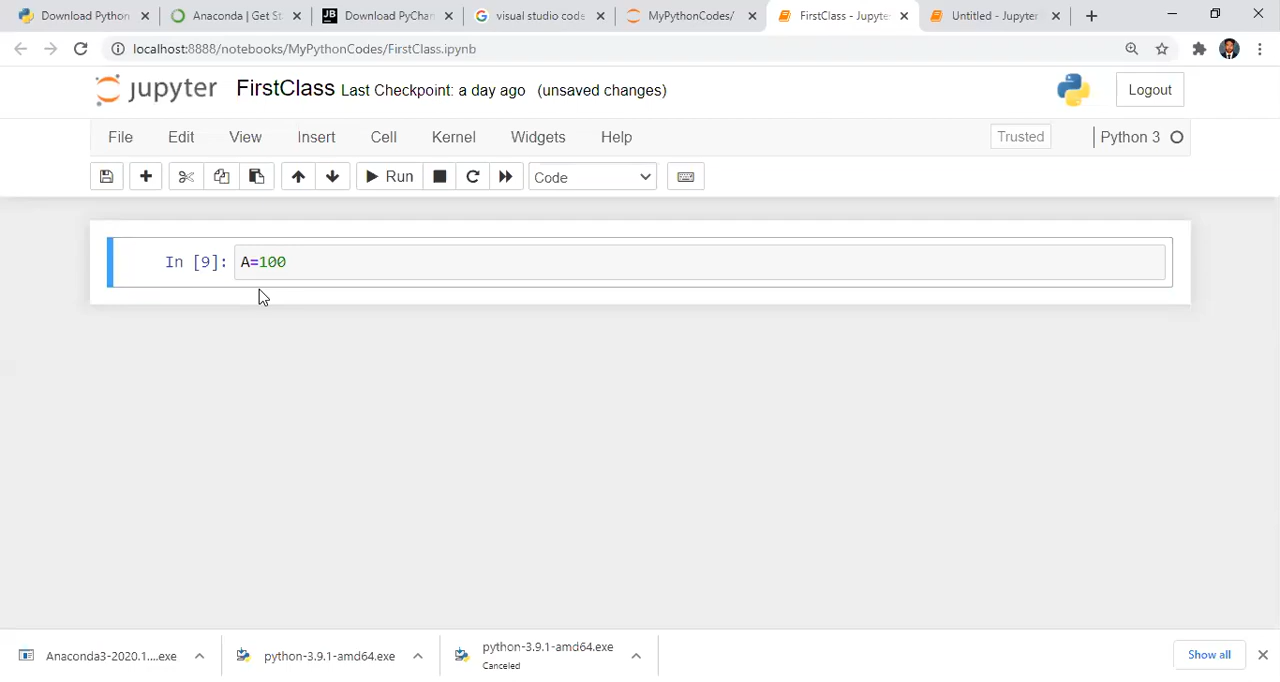 Download Python
Anaconda | Get St
Download PyChar
visual studio code
MyPythonCodes/
FirstClass - Jupyte
Untitled - Jupyter
localhost:8888/notebooks/MyPythonCodes/FirstClass.ipynb
jupyter FirstClass Last Checkpoint: a day ago (unsaved changes)
Logout
File Edit View Insert Cell Kernel Widgets Help
Trusted
Python 3
Run
Code
In [9]: A=100
Anaconda3-2020.1....exe
python-3.9.1-amd64.exe
python-3.9.1-amd64.exe
Canceled
Show all